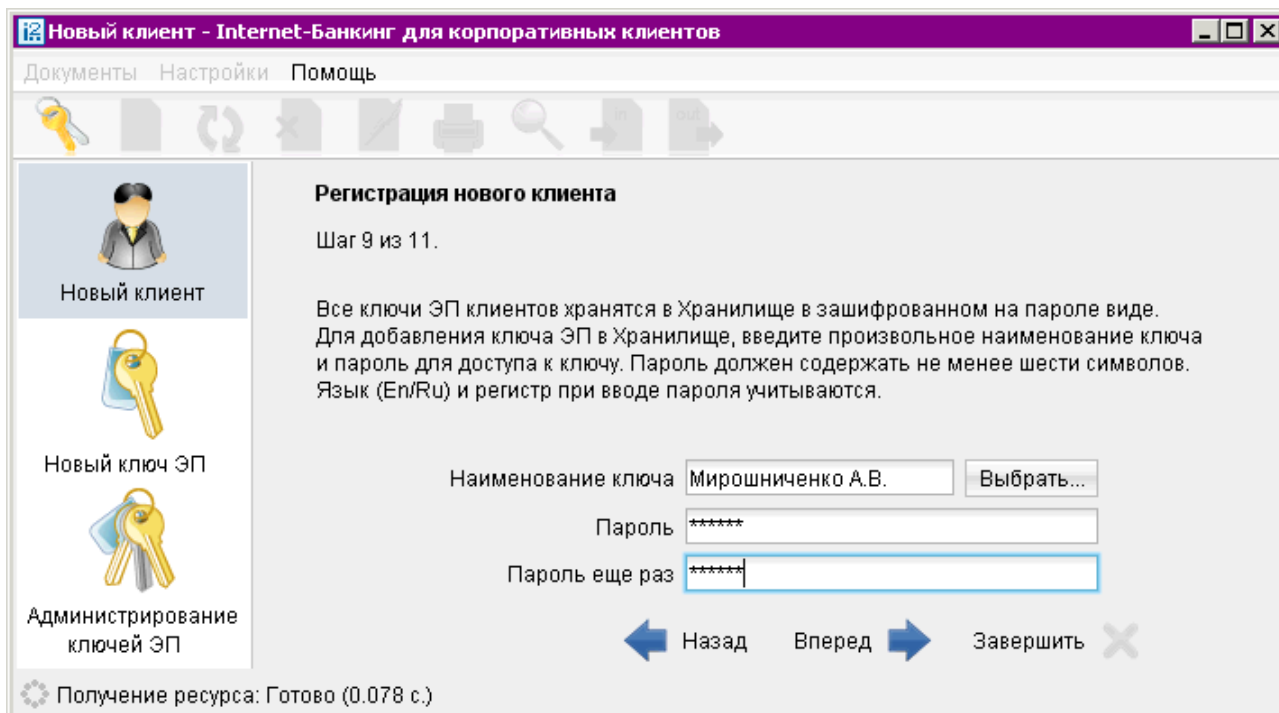 Новый клиент - Internet-Банкинг для корпоративных клиентов
Документы Настройки Помощь
in out
Новый клиент
Новый ключ ЭП
Администрирование
ключей ЭП
Регистрация нового клиента
Шаг 9 из 11.
Все ключи ЭП клиентов хранятся в Хранилище в зашифрованном на пароле виде.
Для добавления ключа ЭП в Хранилище, введите произвольное наименование ключа
и пароль для доступа к ключу. Пароль должен содержать не менее шести символов.
Язык (En/Ru) и регистр при вводе пароля учитываются.
Наименование ключа Мирошниченко А.В. Выбрать...
Пароль ******
Пароль еще раз ******
Назад Вперед Завершить
Получение ресурса: Готово (0.078 с.)